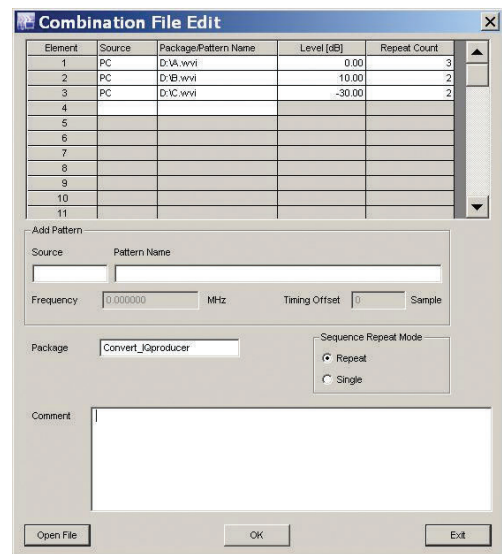 Combination File Edit
Element Source Package/Pattern Name Level [dB] Repeat Count
1 PC D:\A.wvi 0.00 3
2 PC D:\B.wvi 10.00 2
3 PC D:\C.wvi -30.00 2
4
5
6
7
8
9
10
11
Add Pattern
Source Pattern Name
Frequency 0.000000 MHz Timing Offset 0 Sample
Package Convert_IQproducer
Sequence Repeat Mode
Repeat
Single
Comment
Open File OK Exit